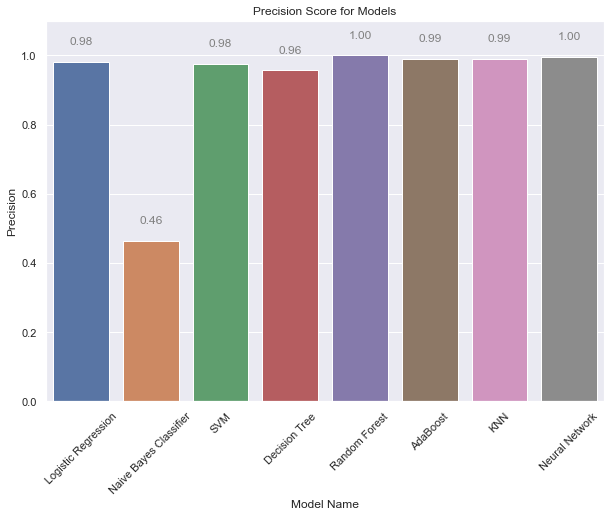 Precision Score for Models
0.98
0.46
0.98
0.96
1.00
0.99
0.99
1.00
1.0
0.8
0.6
0.4
0.2
0.0
Precision
Logistic Regression
Naive Bayes Classifier
SVM
Decision Tree
Random Forest
AdaBoost
KNN
Neural Network
Model Name